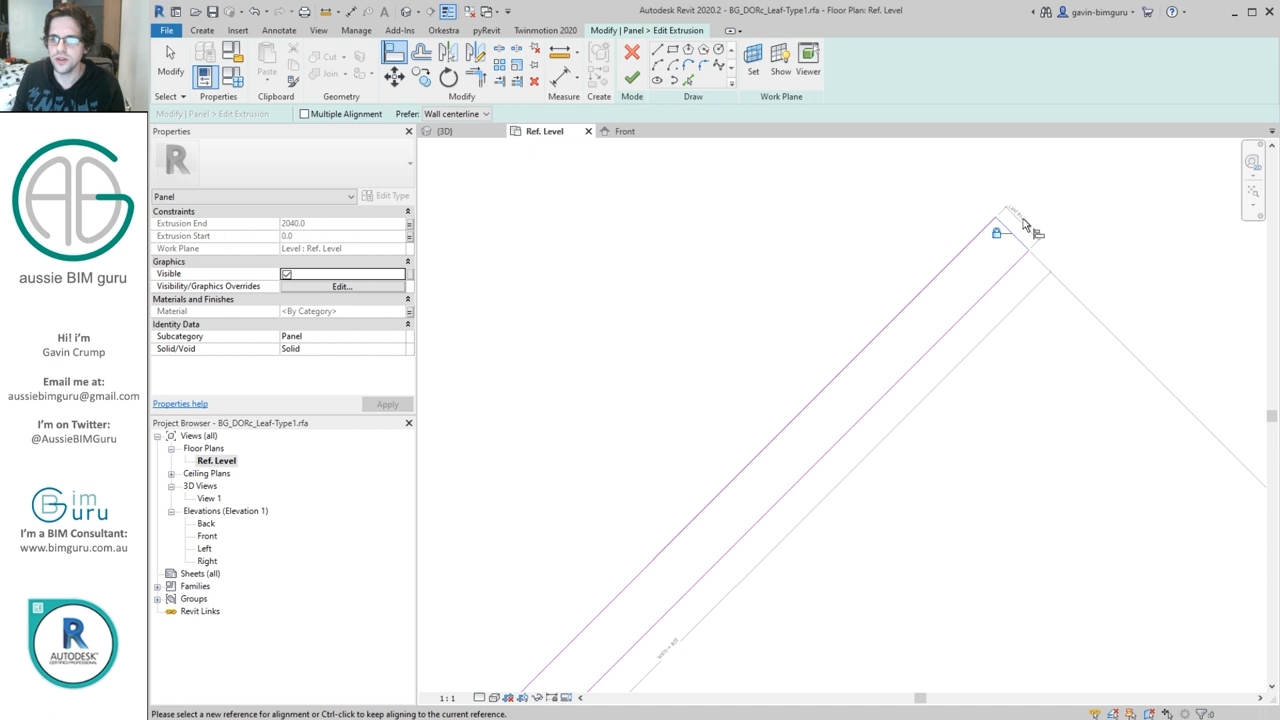 Autodesk Revit 2020.2 - BG_DORc_Leaf-Type1.rfa - Floor Plan: Ref. Level
gavin-bimguru
File
Create
Insert
Annotate
View
Manage
Add-Ins
Orkestra
pyRevit
Twinmotion 2020
Modify | Panel > Edit Extrusion
Modify
Paste
Cut
Join
Set
Show
Viewer
Select
Properties
Clipboard
Geometry
Modify
Measure
Create
Mode
Draw
Work Plane
Modify | Panel > Edit Extrusion
Multiple Alignment
Prefer:
Wall centerline
Properties
(3D)
Ref. Level
Front
Panel
Edit Type
Constraints
Extrusion End
2040.0
Extrusion Start
0.0
Work Plane
Level : Ref. Level
Graphics
Visible
Visibility/Graphics Overrides
Edit...
Materials and Finishes
Material
<By Category>
Identity Data
Subcategory
Panel
Solid/Void
Solid
Properties help
Apply
Project Browser - BG_DORc_Leaf-Type1.rfa
Views (all)
Floor Plans
Ref. Level
Ceiling Plans
3D Views
View 1
Elevations (Elevation 1)
Back
Front
Left
Right
Sheets (all)
Families
Groups
Revit Links
aussie BIM guru
Hi! i'm
Gavin Crump
Email me at:
aussiebimguru@gmail.com
I'm on Twitter:
@AussieBIMGuru
Bim
Guru
I'm a BIM Consultant:
www.bimguru.com.au
R
AUTODESK
CERTIFIED PROFESSIONAL
1 : 1
Please select a new reference for alignment or Ctrl-click to keep aligning to the current reference.
:0